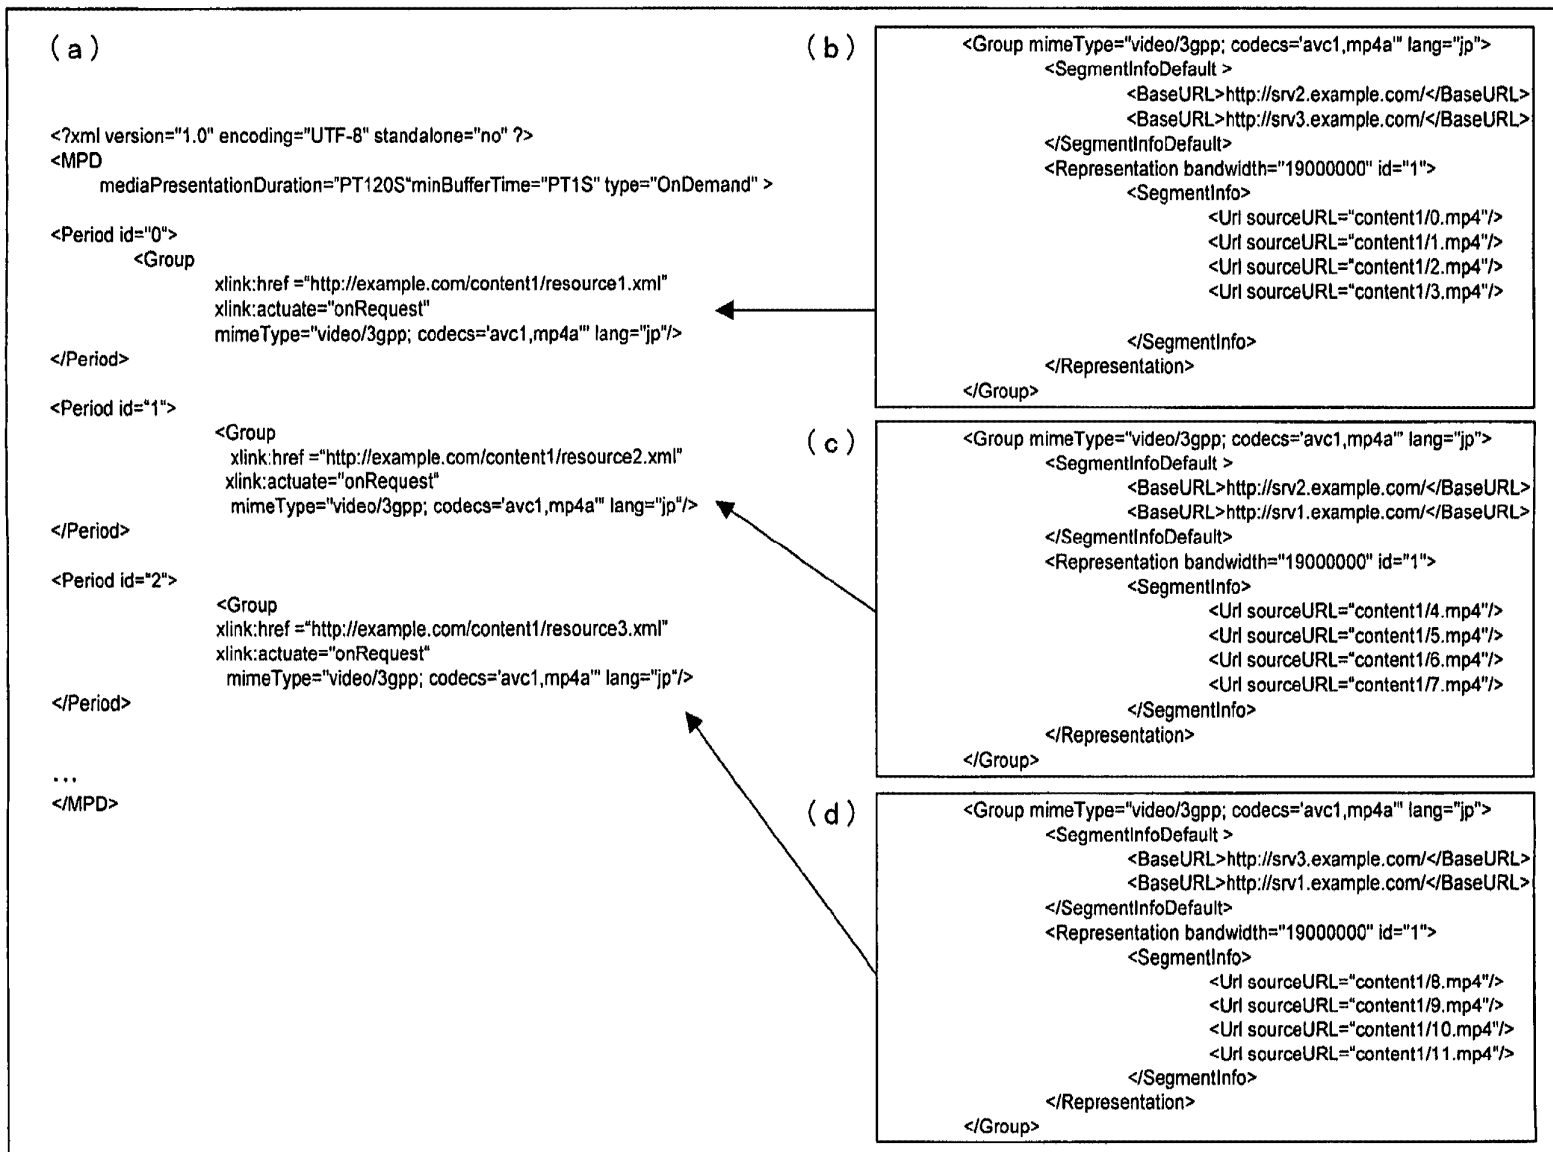 (a)
<?xml version="1.0" encoding="UTF-8" standalone="no" ?>
<MPD
mediaPresentationDuration="PT120S"minBufferTime="PT1S" type="OnDemand" >
<Period id="0">
<Group
xlink:href ="http://example.com/content1/resource1.xml"
xlink:actuate="onRequest"
mimeType="video/3gpp; codecs='avc1,mp4a'" lang="jp"/>
</Period>
<Period id="1">
<Group
xlink:href ="http://example.com/content1/resource2.xml"
xlink:actuate="onRequest"
mimeType="video/3gpp; codecs='avc1,mp4a'" lang="jp"/>
</Period>
<Period id="2">
<Group
xlink:href ="http://example.com/content1/resource3.xml"
xlink:actuate="onRequest"
mimeType="video/3gpp; codecs='avc1,mp4a'" lang="jp"/>
</Period>
...
</MPD>
(b)
<Group mimeType="video/3gpp; codecs='avc1,mp4a'" lang="jp">
<SegmentInfoDefault >
<BaseURL>http://srv2.example.com/</BaseURL>
<BaseURL>http://srv3.example.com/</BaseURL>
</SegmentInfoDefault>
<Representation bandwidth="19000000" id="1">
<SegmentInfo>
<Url sourceURL="content1/0.mp4"/>
<Url sourceURL="content1/1.mp4"/>
<Url sourceURL="content1/2.mp4"/>
<Url sourceURL="content1/3.mp4"/>
</SegmentInfo>
</Representation>
</Group>
(c)
<Group mimeType="video/3gpp; codecs='avc1,mp4a'" lang="jp">
<SegmentInfoDefault >
<BaseURL>http://srv2.example.com/</BaseURL>
<BaseURL>http://srv1.example.com/</BaseURL>
</SegmentInfoDefault>
<Representation bandwidth="19000000" id="1">
<SegmentInfo>
<Url sourceURL="content1/4.mp4"/>
<Url sourceURL="content1/5.mp4"/>
<Url sourceURL="content1/6.mp4"/>
<Url sourceURL="content1/7.mp4"/>
</SegmentInfo>
</Representation>
</Group>
(d)
<Group mimeType="video/3gpp; codecs='avc1,mp4a'" lang="jp">
<SegmentInfoDefault >
<BaseURL>http://srv3.example.com/</BaseURL>
<BaseURL>http://srv1.example.com/</BaseURL>
</SegmentInfoDefault>
<Representation bandwidth="19000000" id="1">
<SegmentInfo>
<Url sourceURL="content1/8.mp4"/>
<Url sourceURL="content1/9.mp4"/>
<Url sourceURL="content1/10.mp4"/>
<Url sourceURL="content1/11.mp4"/>
</SegmentInfo>
</Representation>
</Group>